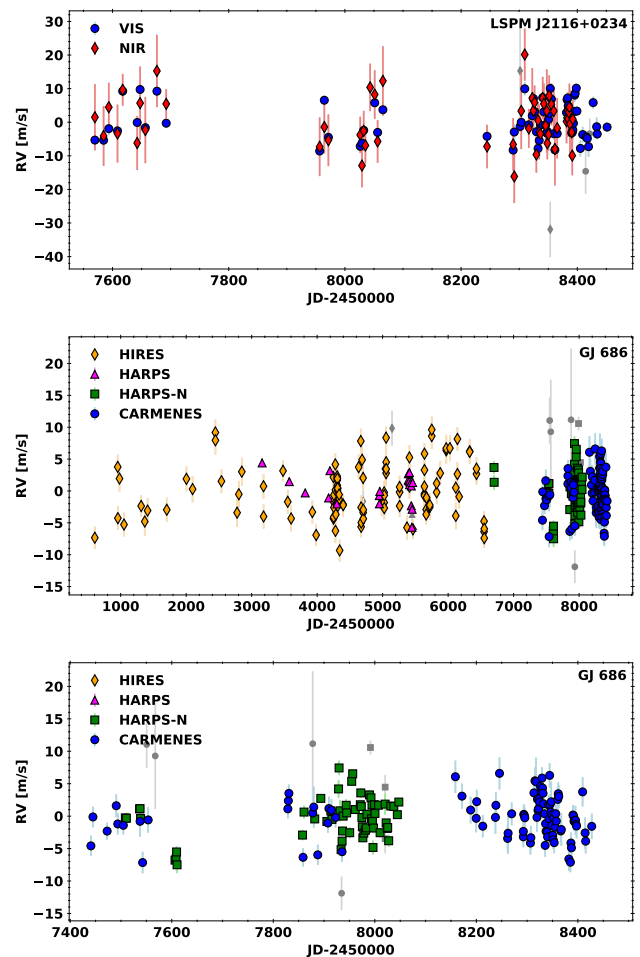 LSPM J2116+0234
VIS
NIR
30
20
10
0
−10
−20
−30
−40
RV [m/s]
7600 7800 8000 8200 8400
JD-2450000
GJ 686
HIRES
HARPS
HARPS-N
CARMENES
20
15
10
5
0
−5
−10
−15
RV [m/s]
1000 2000 3000 4000 5000 6000 7000 8000
JD-2450000
GJ 686
HIRES
HARPS
HARPS-N
CARMENES
20
15
10
5
0
−5
−10
−15
RV [m/s]
7400 7600 7800 8000 8200 8400
JD-2450000